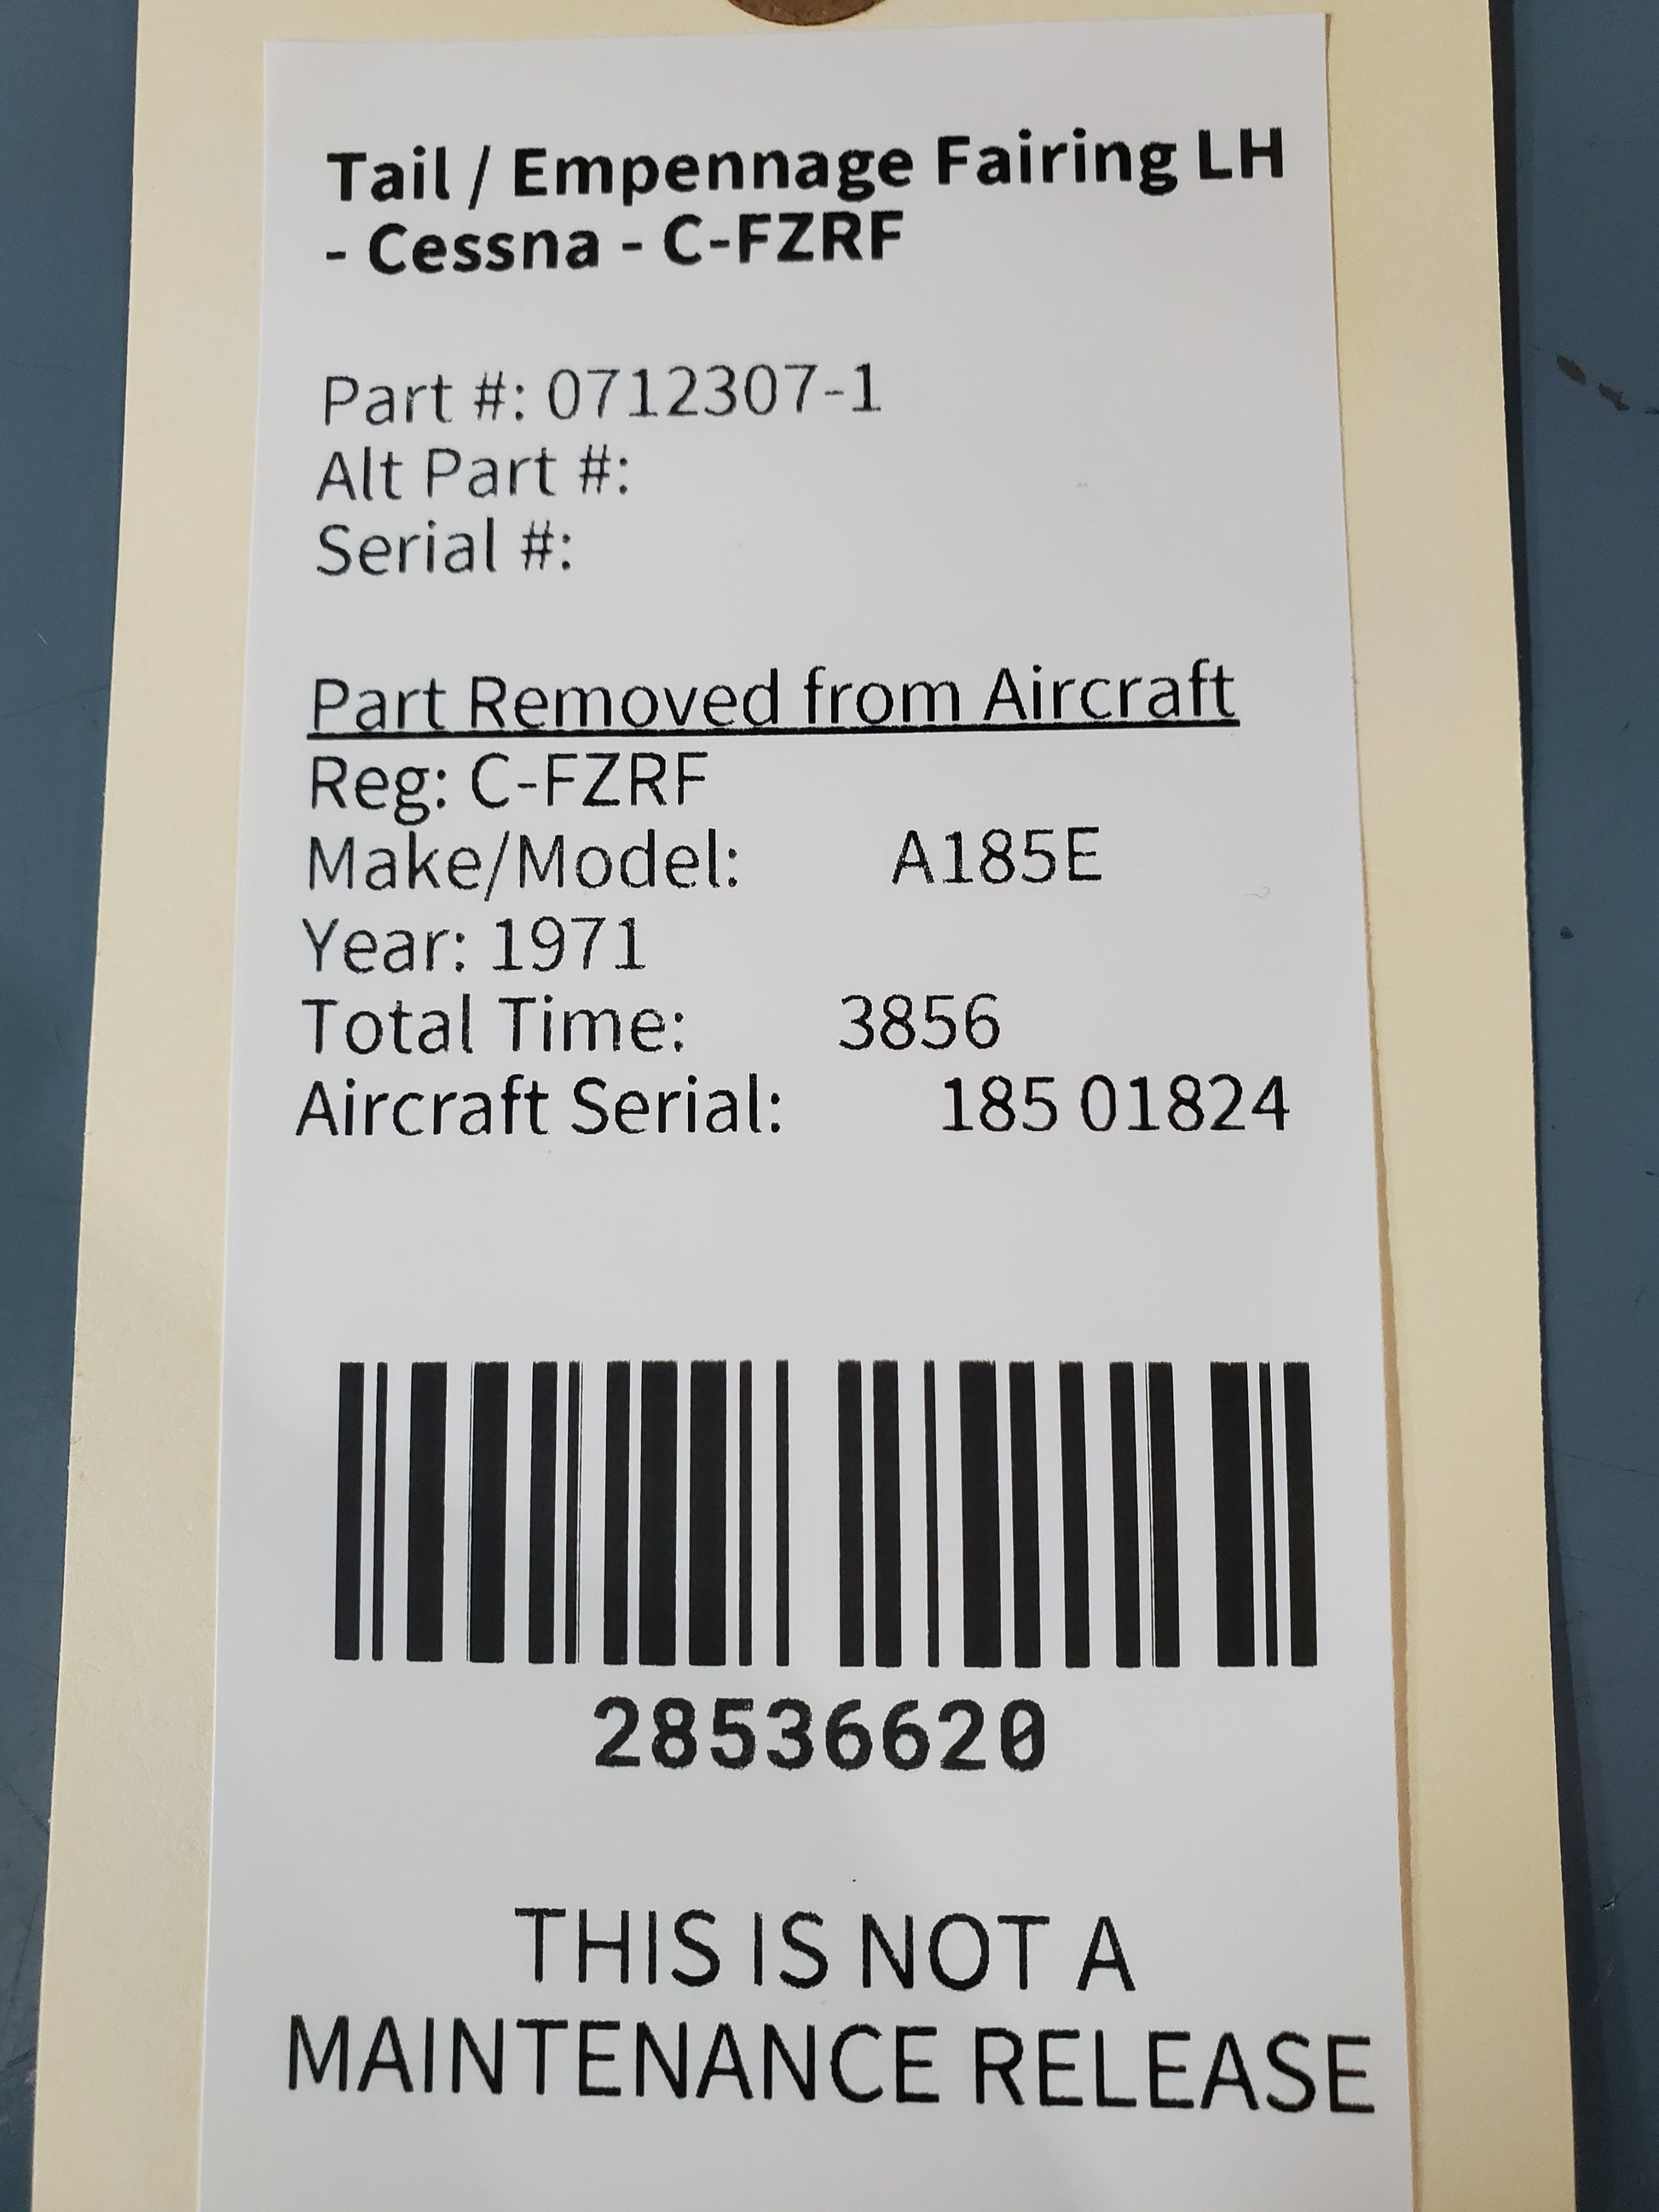 Tail / Empennage Fairing LH
- Cessna - C-FZRF
Part #: 0712307-1
Alt Part #:
Serial #:
Part Removed from Aircraft
Reg: C-FZRF
Make/Model: A185E
Year: 1971
Total Time: 3856
Aircraft Serial: 185 01824
28536620
THIS IS NOT A
MAINTENANCE RELEASE